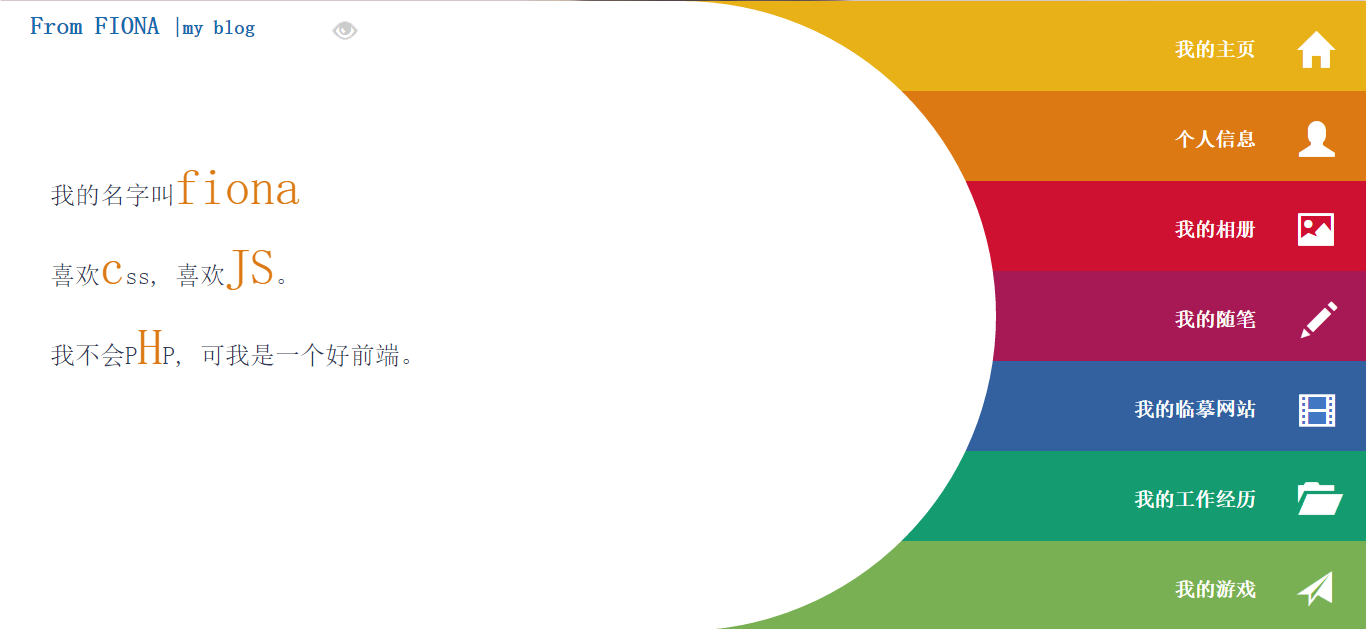 From FIONA |my blog
我的名字叫fiona
喜欢css, 喜欢JS。
我不会PHP, 可我是一个好前端。
我的主页
个人信息
我的相册
我的随笔
我的临摹网站
我的工作经历
我的游戏